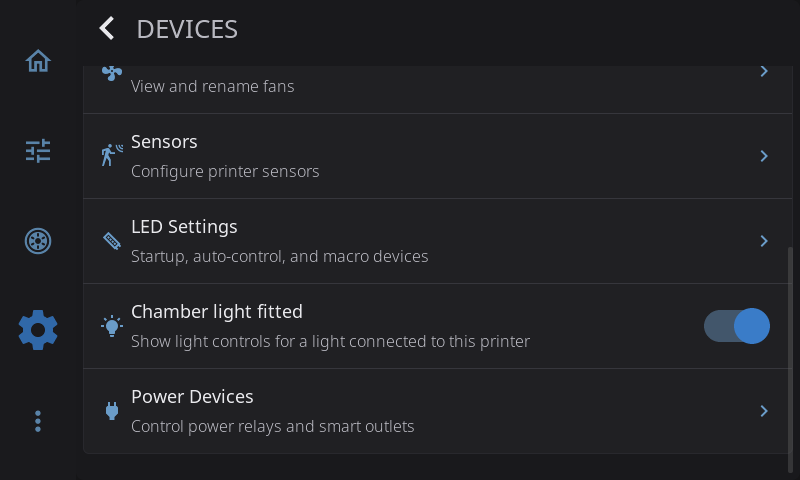 DEVICES
View and rename fans
Sensors
Configure printer sensors
LED Settings
Startup, auto-control, and macro devices
Chamber light fitted
Show light controls for a light connected to this printer
Power Devices
Control power relays and smart outlets